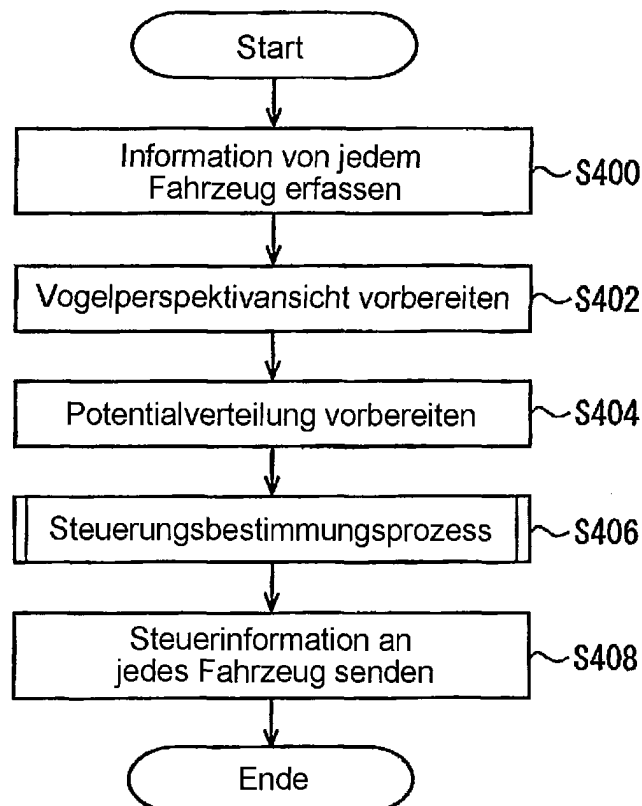 Start
Information von jedem
Fahrzeug erfassen
S400
Vogelperspektivansicht vorbereiten
S402
Potentialverteilung vorbereiten
S404
Steuerungsbestimmungsprozess
S406
Steuerinformation an
jedes Fahrzeug senden
S408
Ende